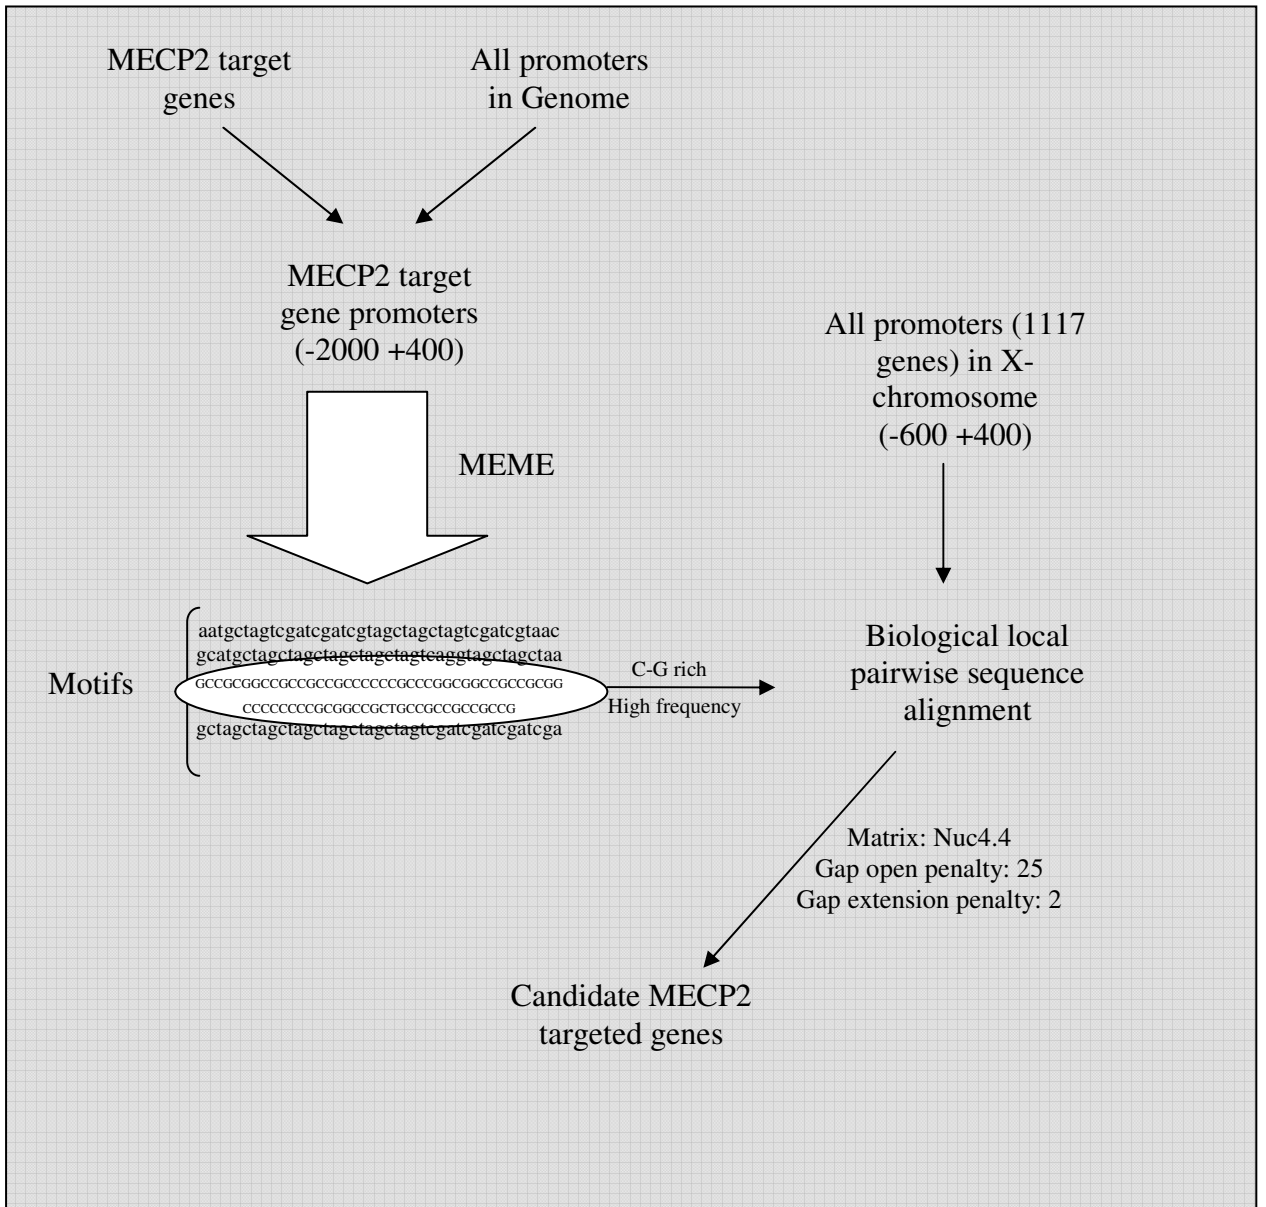 MECP2 target
genes
All promoters
in Genome
MECP2 target
gene promoters
(-2000 +400)
All promoters (1117
genes) in X-
chromosome
(-600 +400)
MEME
Motifs
aatgctagtcgatcgatcgtagctagctagtcgatcgtaac
gcatgctagctagctagctagctagtcaggtagctagctaa
GCCGCGGCCGCCGCCGCCCCCCGCCCGGCGGCCGCCGCGG
CCCCCCCCGCGGCCGCTGCCGCCGCCGCCG
gctagctagctagctagctagctagtcgatcgatcgatcga
C-G rich
High frequency
Biological local
pairwise sequence
alignment
Matrix: Nuc4.4
Gap open penalty: 25
Gap extension penalty: 2
Candidate MECP2
targeted genes